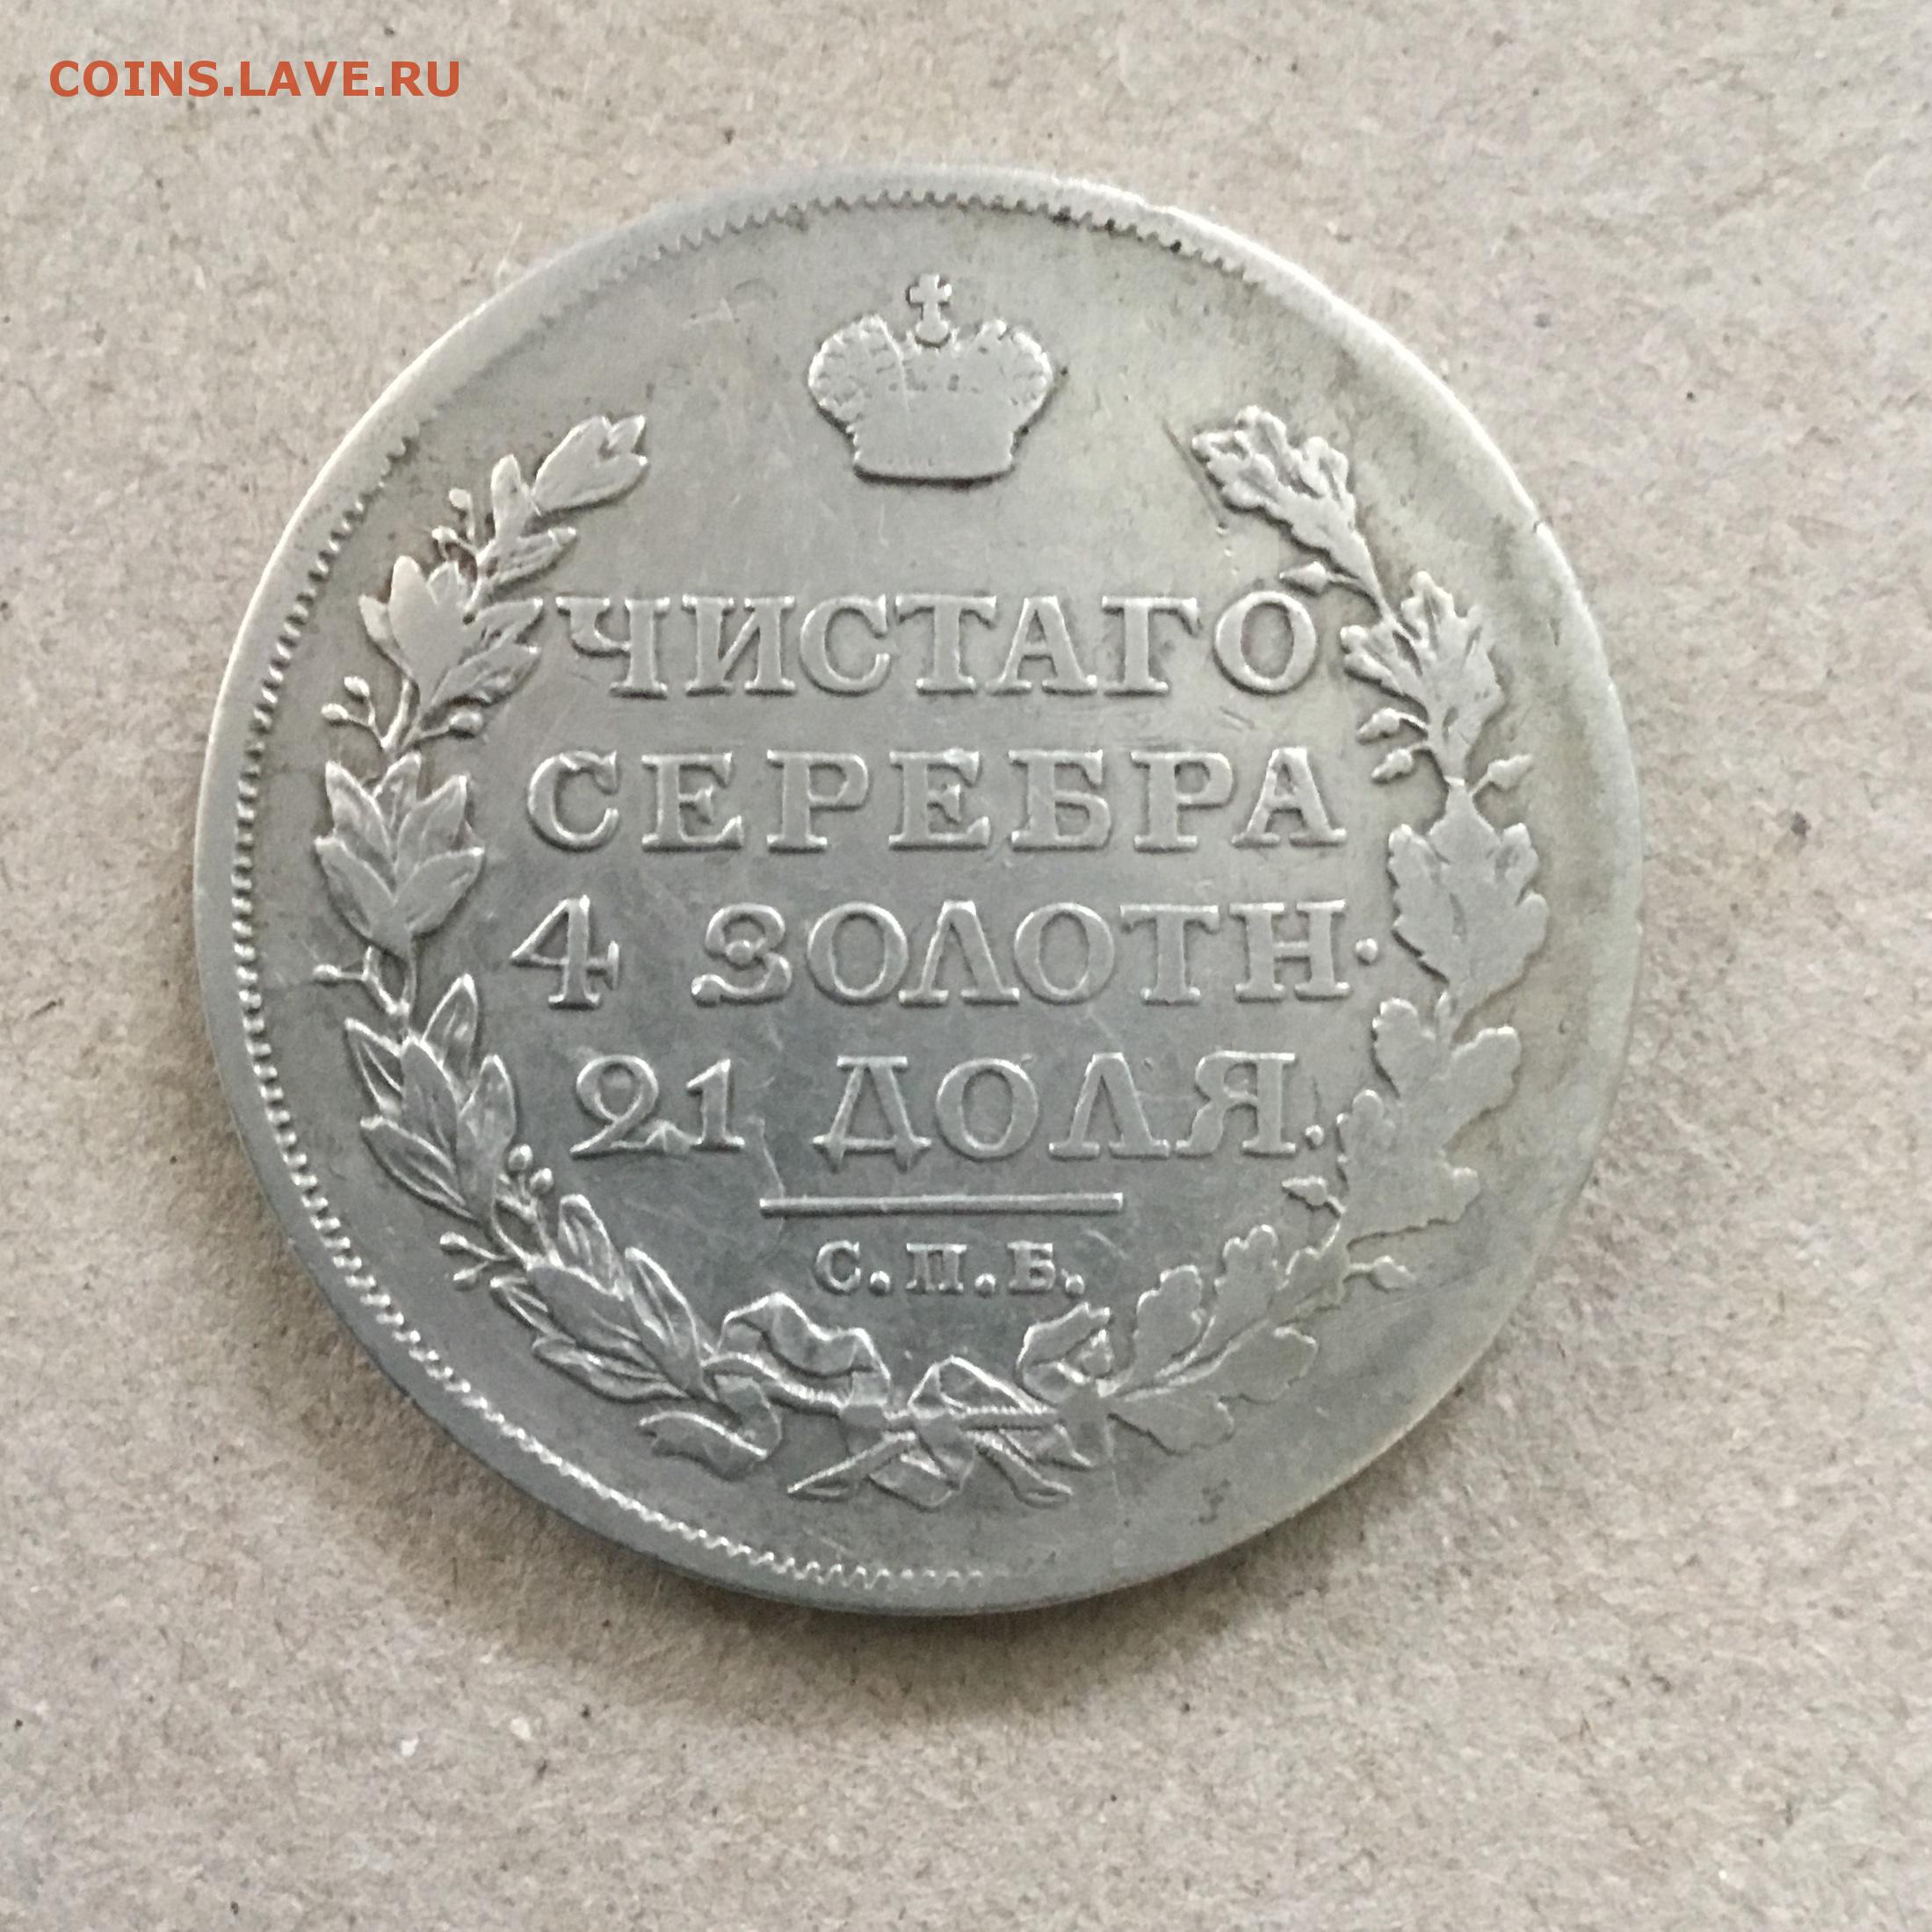 COINS.LAVE.RU
ЧИСТАГО
СЕРЕБРА
4 ЗОЛОТН.
21 ДОЛЯ.
С.П.Б.